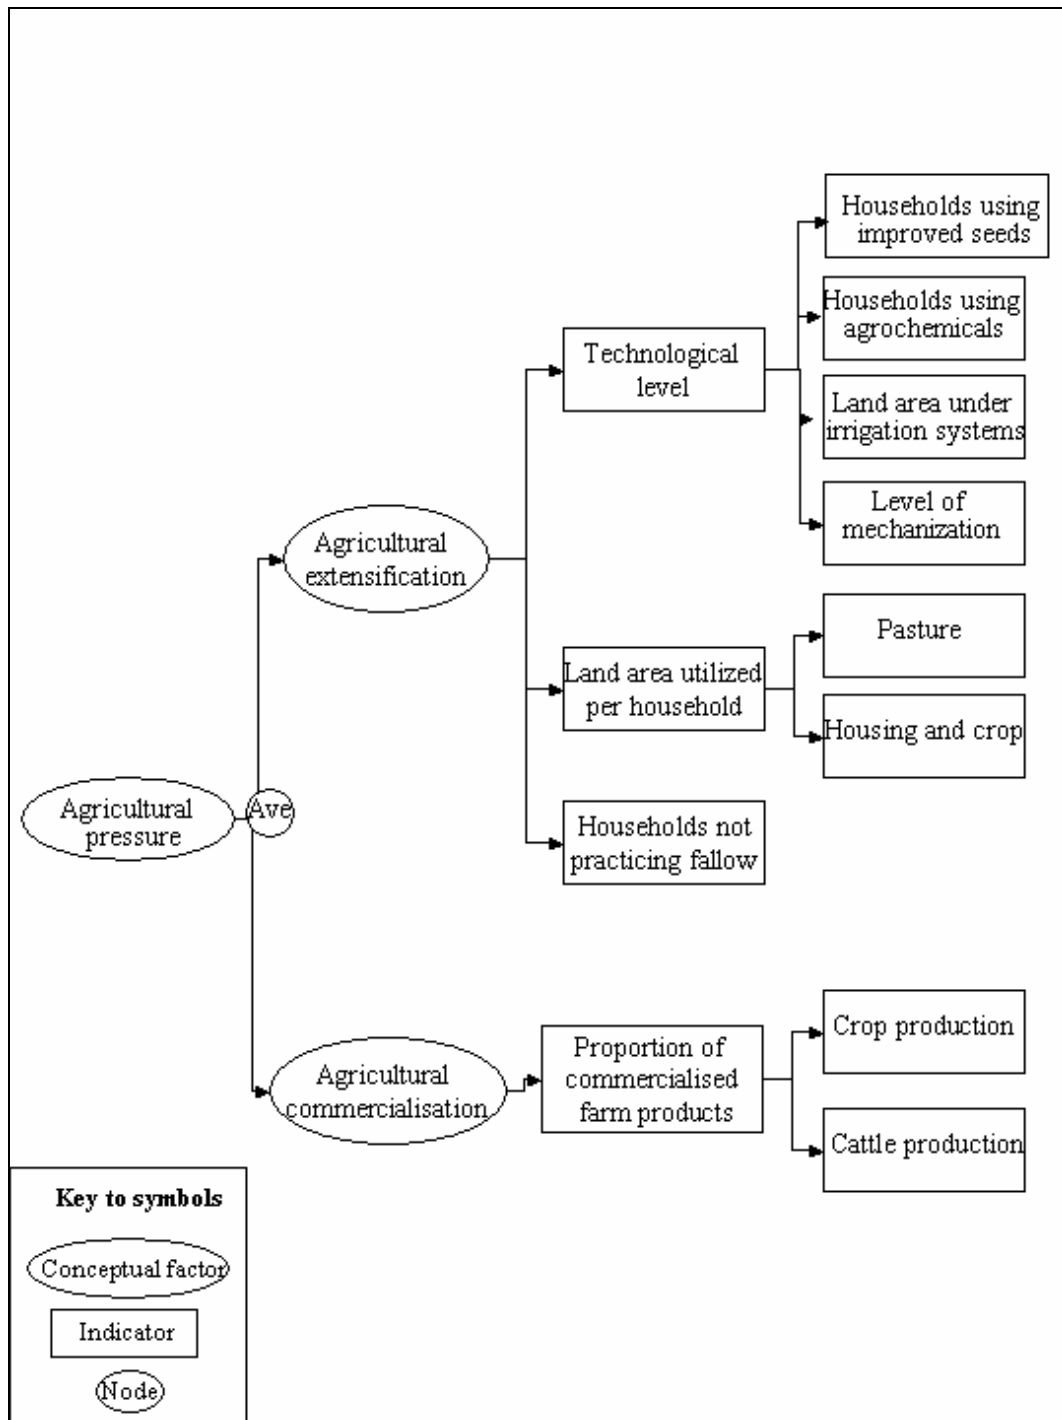 Households using
improved seeds
Households using
agrochemicals
Technological
level
Land area under
irrigation systems
Level of
mechanization
Agricultural
extensification
Pasture
Land area utilized
per household
Housing and crop
Agricultural
pressure
Ave
Households not
practicing fallow
Crop production
Proportion of
commercialised
farm products
Agricultural
commercialisation
Cattle production
Key to symbols
Conceptual factor
Indicator
Node